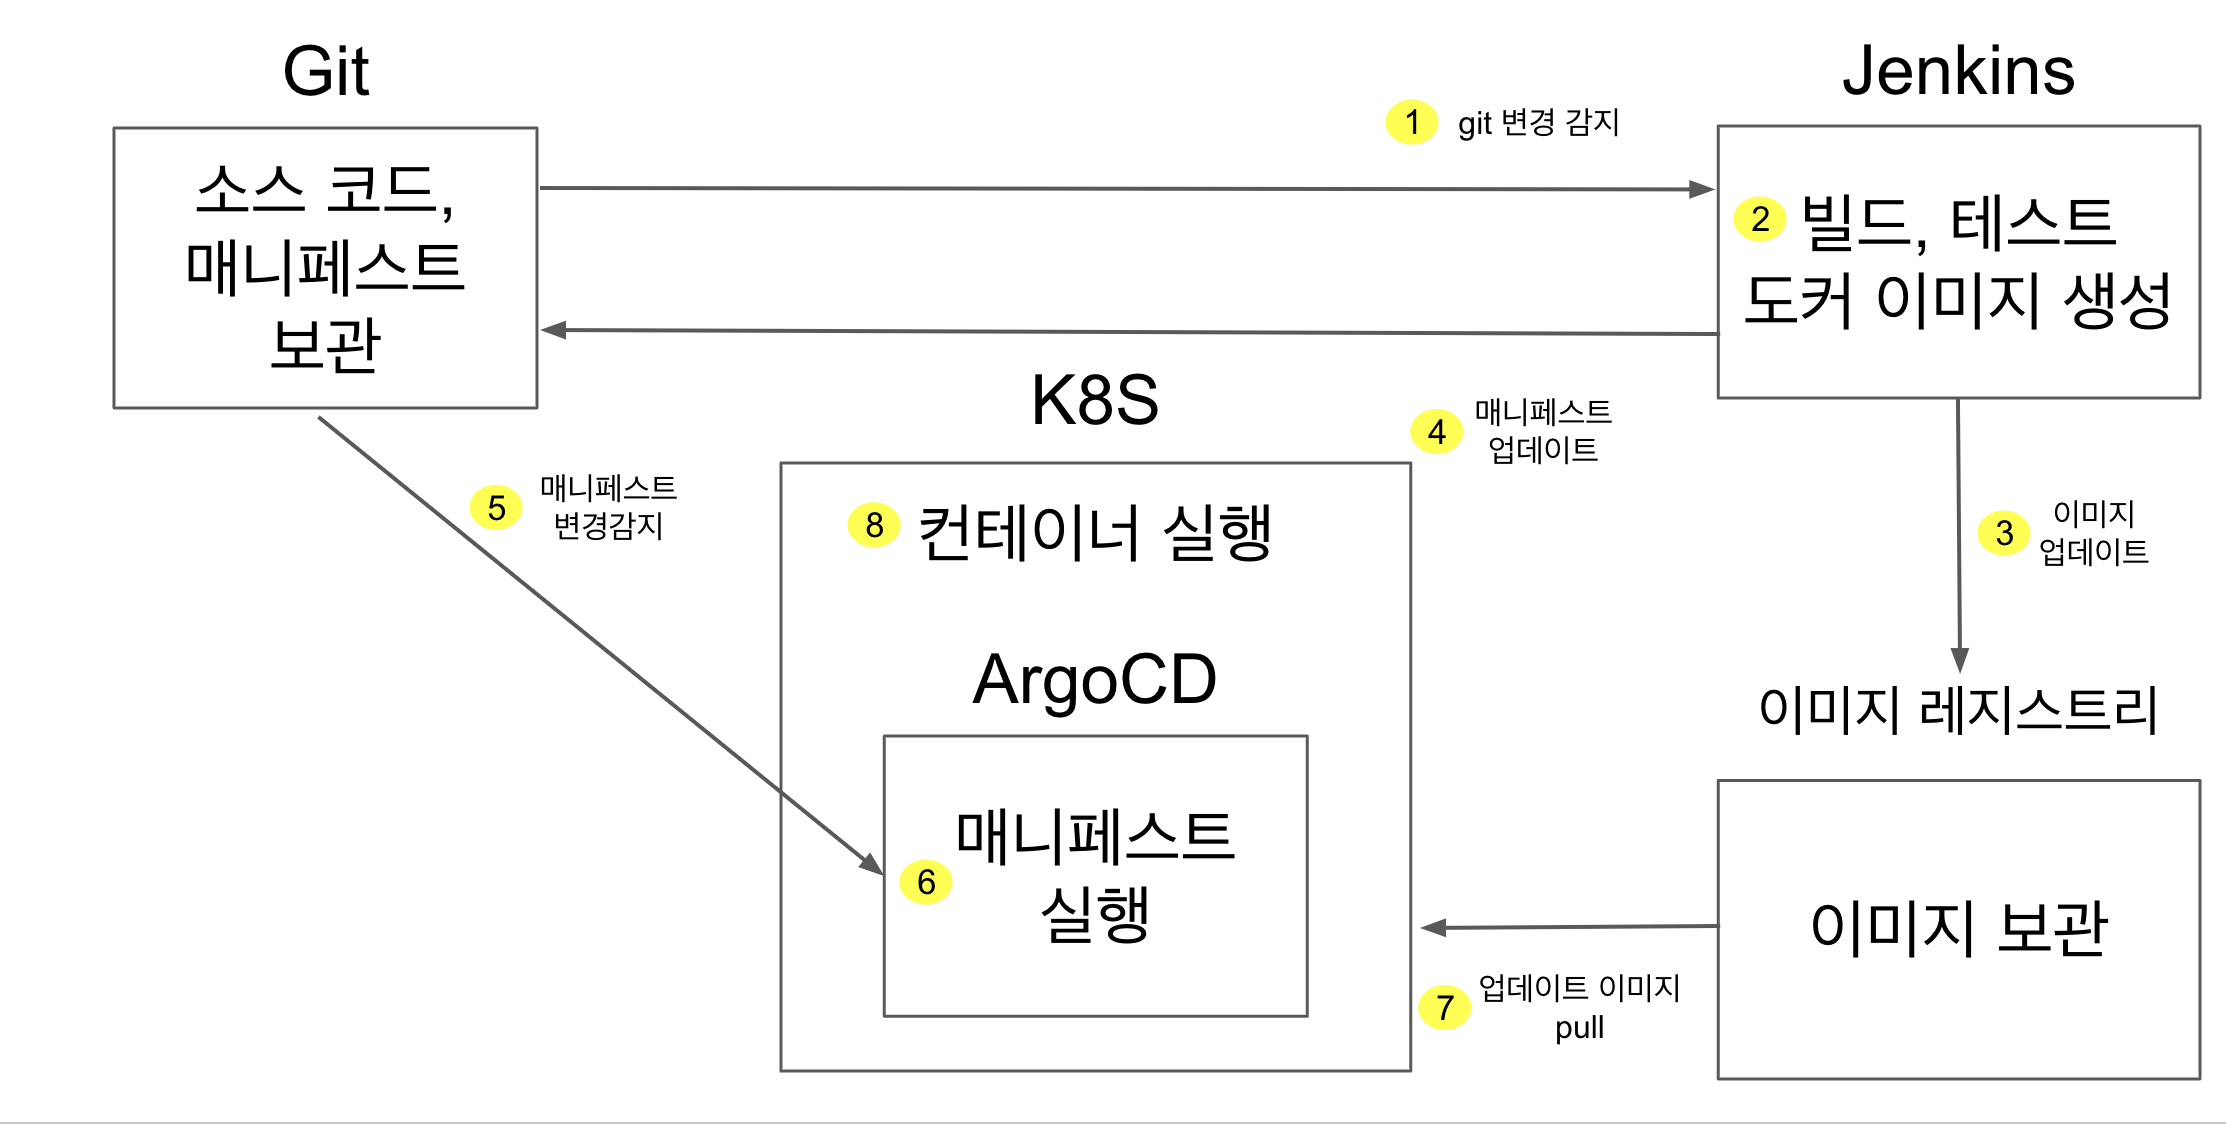 Git
소스 코드,
매니페스트
보관
1 git 변경 감지
Jenkins
2 빌드, 테스트
도커 이미지 생성
3 이미지
업데이트
4 매니페스트
업데이트
5 매니페스트
변경감지
K8S
8 컨테이너 실행
ArgoCD
매니페스트
6 실행
이미지 레지스트리
이미지 보관
7 업데이트 이미지
pull